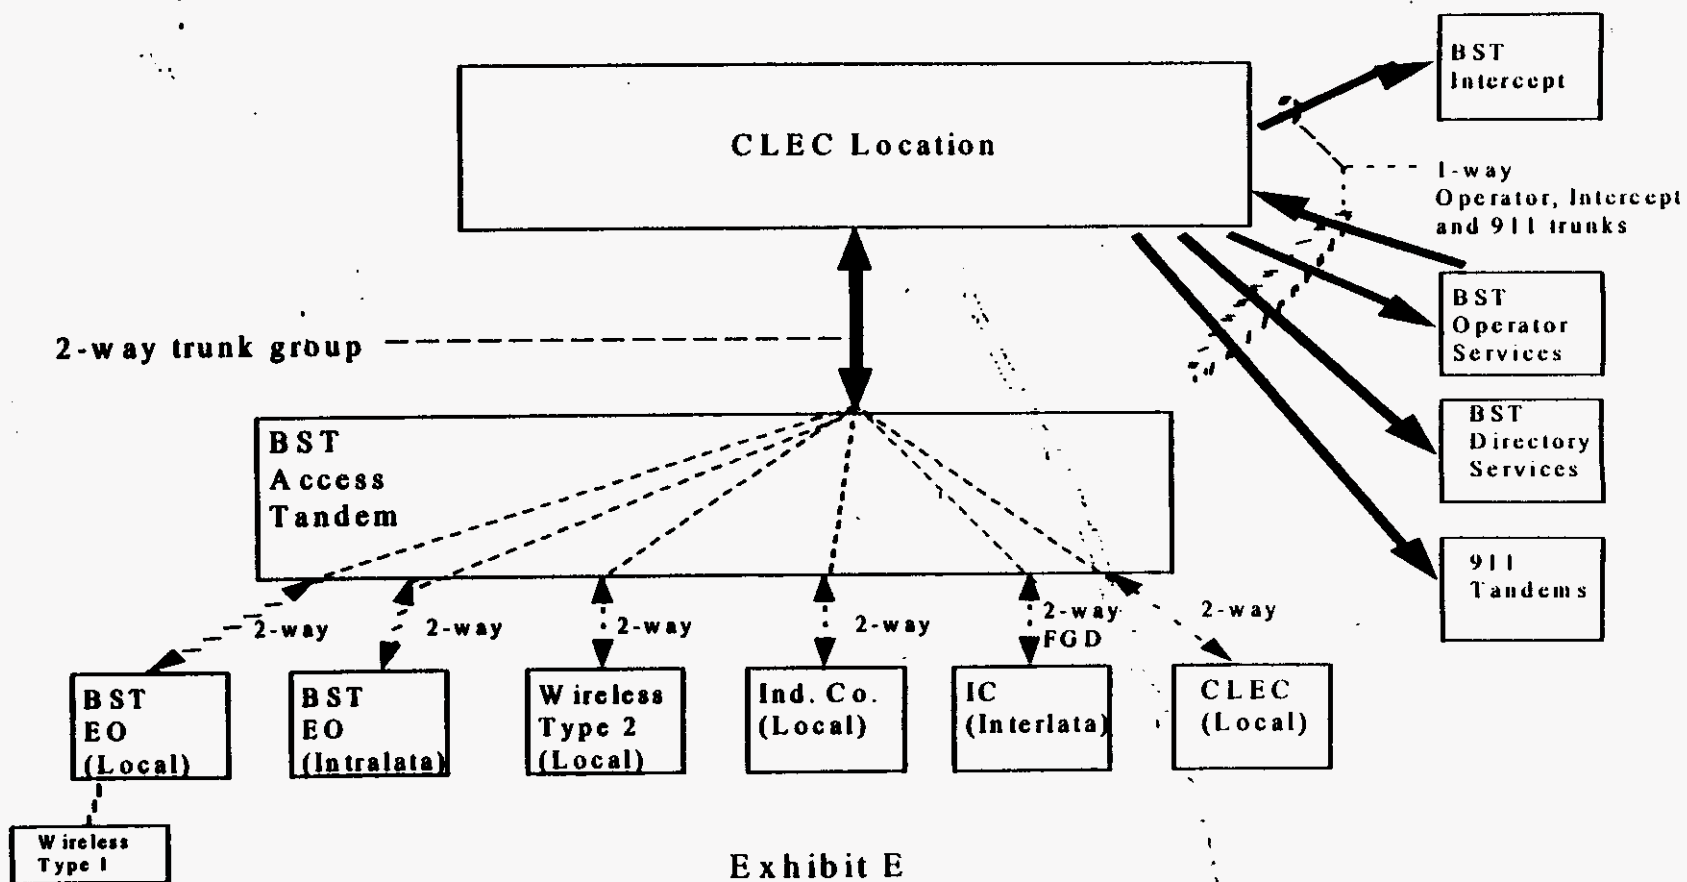 BST
Intercept
CLEC Location
1-way
Operator, Intercept
and 911 trunks
BST
Operator
Services
2-way trunk group
BST
Access
Tandem
BST
Directory
Services
911
Tandems
2-way
2-way
2-way
2-way
2-way
FGD
2-way
BST
EO
(Local)
BST
EO
(Intralata)
Wireless
Type 2
(Local)
Ind. Co.
(Local)
IC
(Interlata)
CLEC
(Local)
Wireless
Type 1
Exhibit E